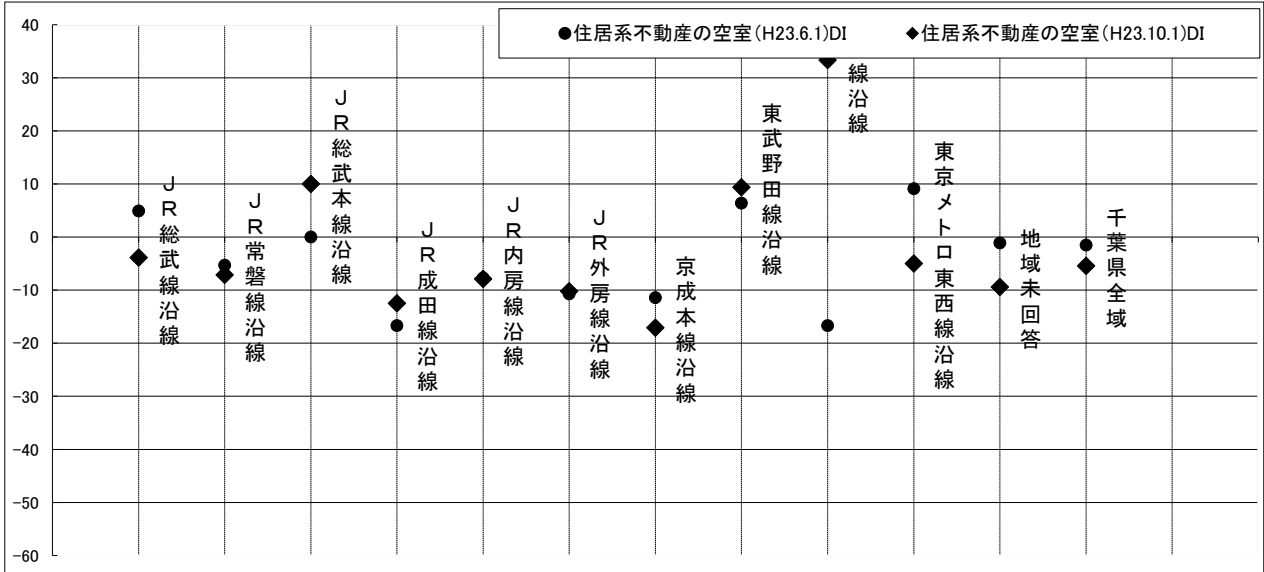 ●住居系不動産の空室(H23.6.1)DI
◆住居系不動産の空室(H23.10.1)DI
40
30
20
10
0
-10
-20
-30
-40
-50
-60
ＪＲ総武線沿線
ＪＲ常磐線沿線
ＪＲ総武本線沿線
ＪＲ成田線沿線
ＪＲ内房線沿線
ＪＲ外房線沿線
京成本線沿線
東武野田線沿線
線沿線
東京メトロ東西線沿線
地域未回答
千葉県全域